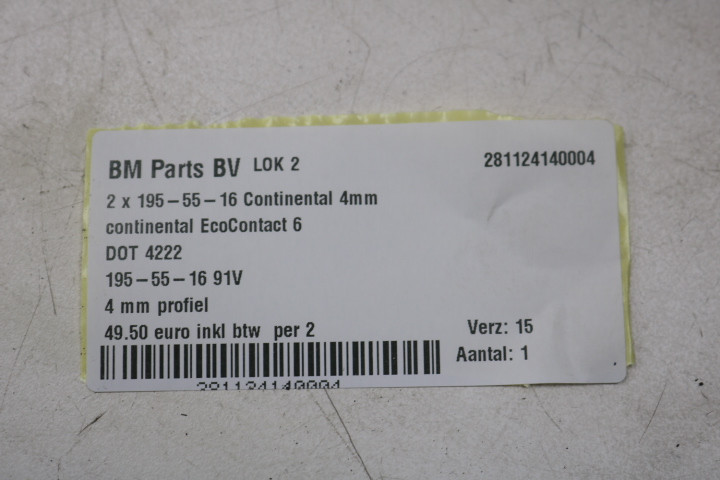 BM Parts BV LOK 2 281124140004
2 x 195-55-16 Continental 4mm
continental EcoContact 6
DOT 4222
195-55-16 91V
4 mm profiel
49.50 euro inkl btw per 2 Verz: 15
Aantal: 1
281124140004